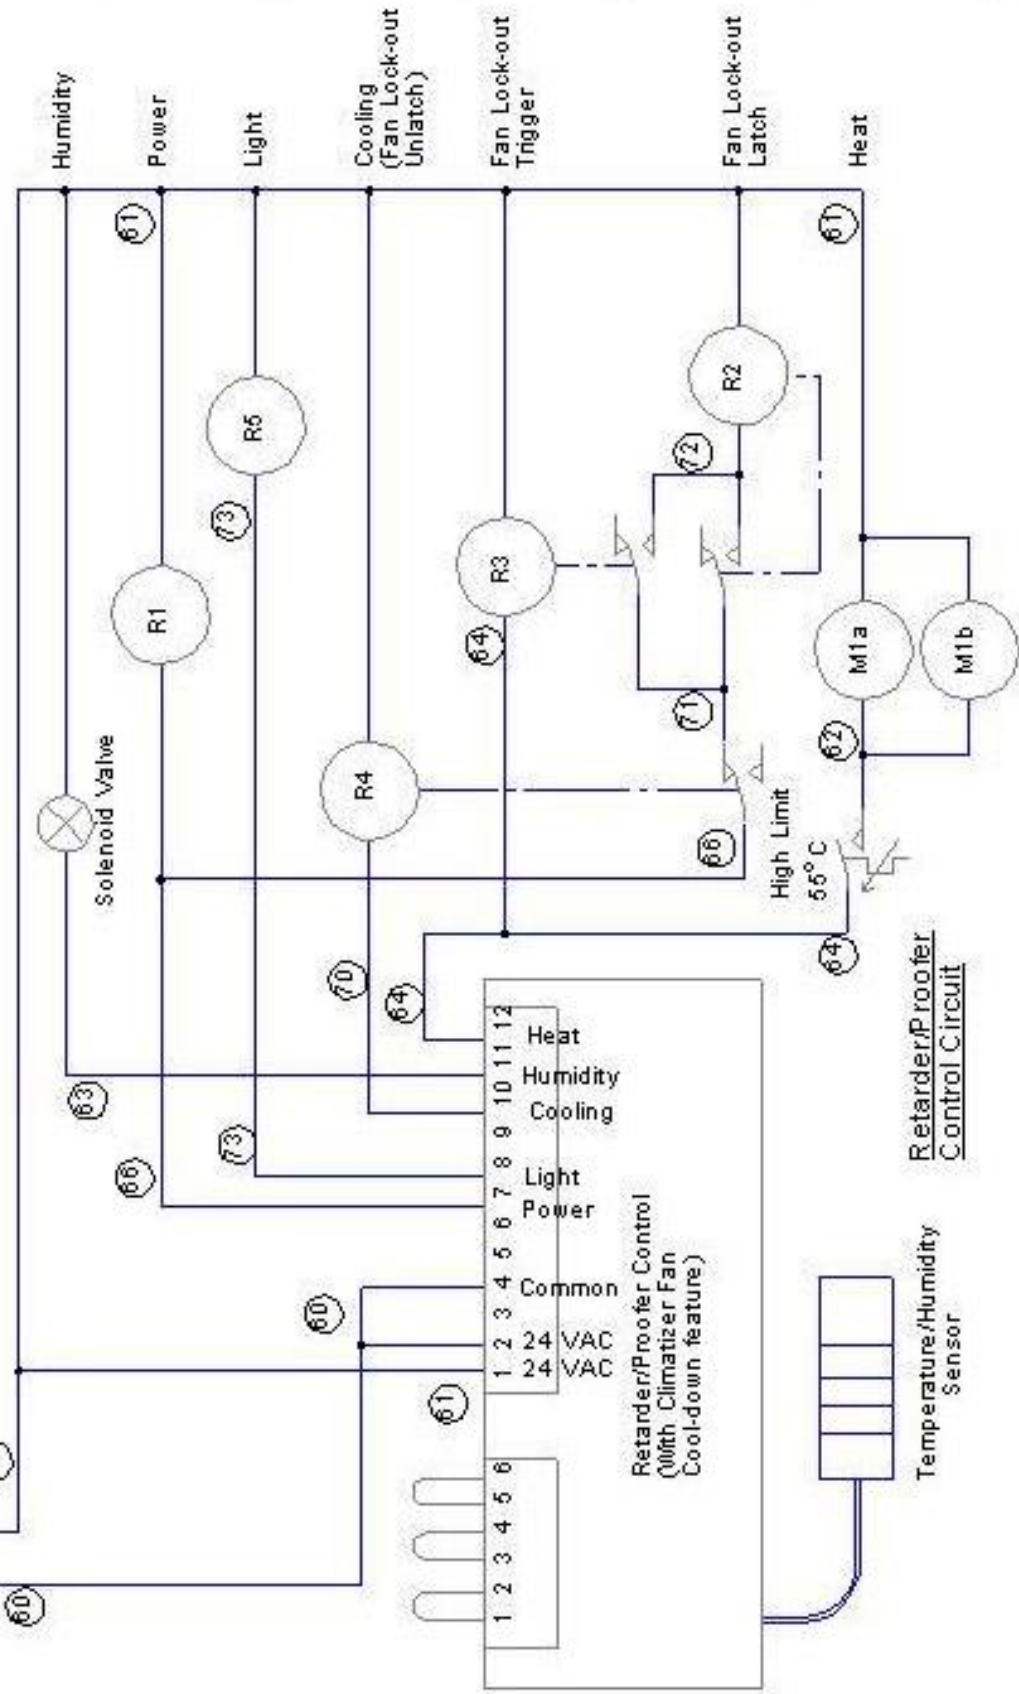 Humidity
Power
Light
Cooling
(Fan Lock-out
Unlatch)
Fan Lock-out
Trigger
Fan Lock-out
Latch
Heat
61
61
R5
R2
72
73
R3
R1
64
M1a
M1b
71
62
Solenoid Valve
R4
66
High Limit
55° C
64
70
64
63
73
66
12
11
10
9
8
7
6
5
4
3
2
1
Heat
Humidity
Cooling
Light
Power
Common
24 VAC
24 VAC
60
61
60
6
5
4
3
2
1
Retarder/Proofer Control
(With Climatizer Fan
Cool-down feature)
Retarder/Proofer
Control Circuit
Temperature/Humidity
Sensor